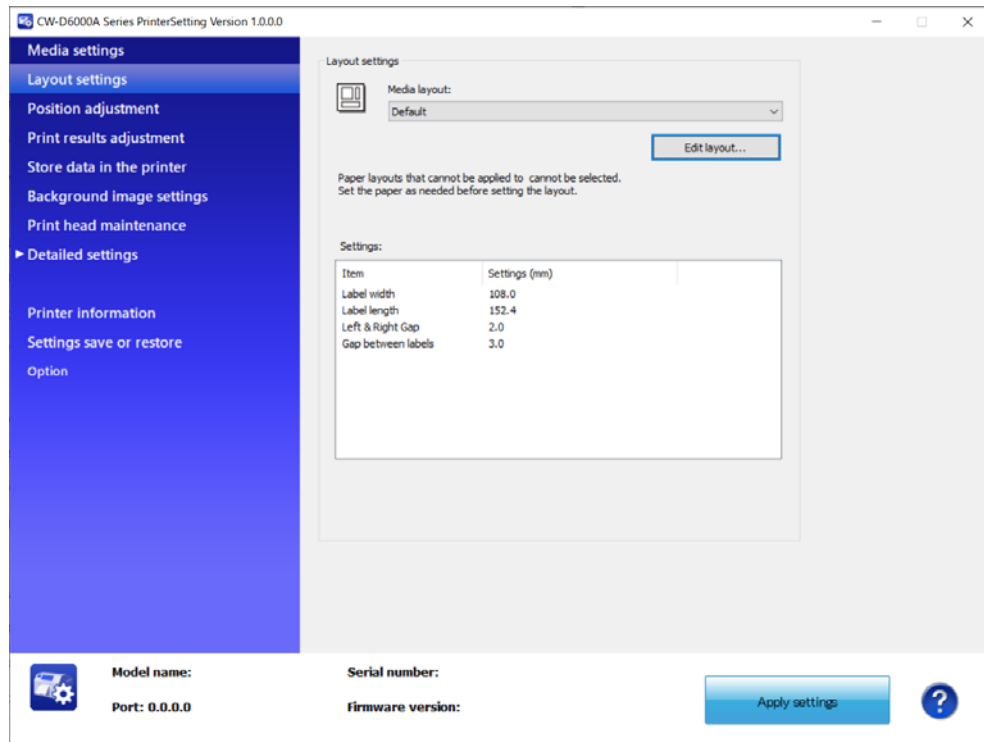 CW-D6000A Series PrinterSetting Version 1.0.0.0
Media settings
Layout settings
Position adjustment
Print results adjustment
Store data in the printer
Background image settings
Print head maintenance
Detailed settings
Printer information
Settings save or restore
Option
Layout settings
Media layout:
Default
Edit layout...
Paper layouts that cannot be applied to cannot be selected.
Set the paper as needed before setting the layout.
Settings:
Item Settings (mm)
Label width 108.0
Label length 152.4
Left & Right Gap 2.0
Gap between labels 3.0
Model name: Serial number:
Port: 0.0.0.0 Firmware version:
Apply settings
?